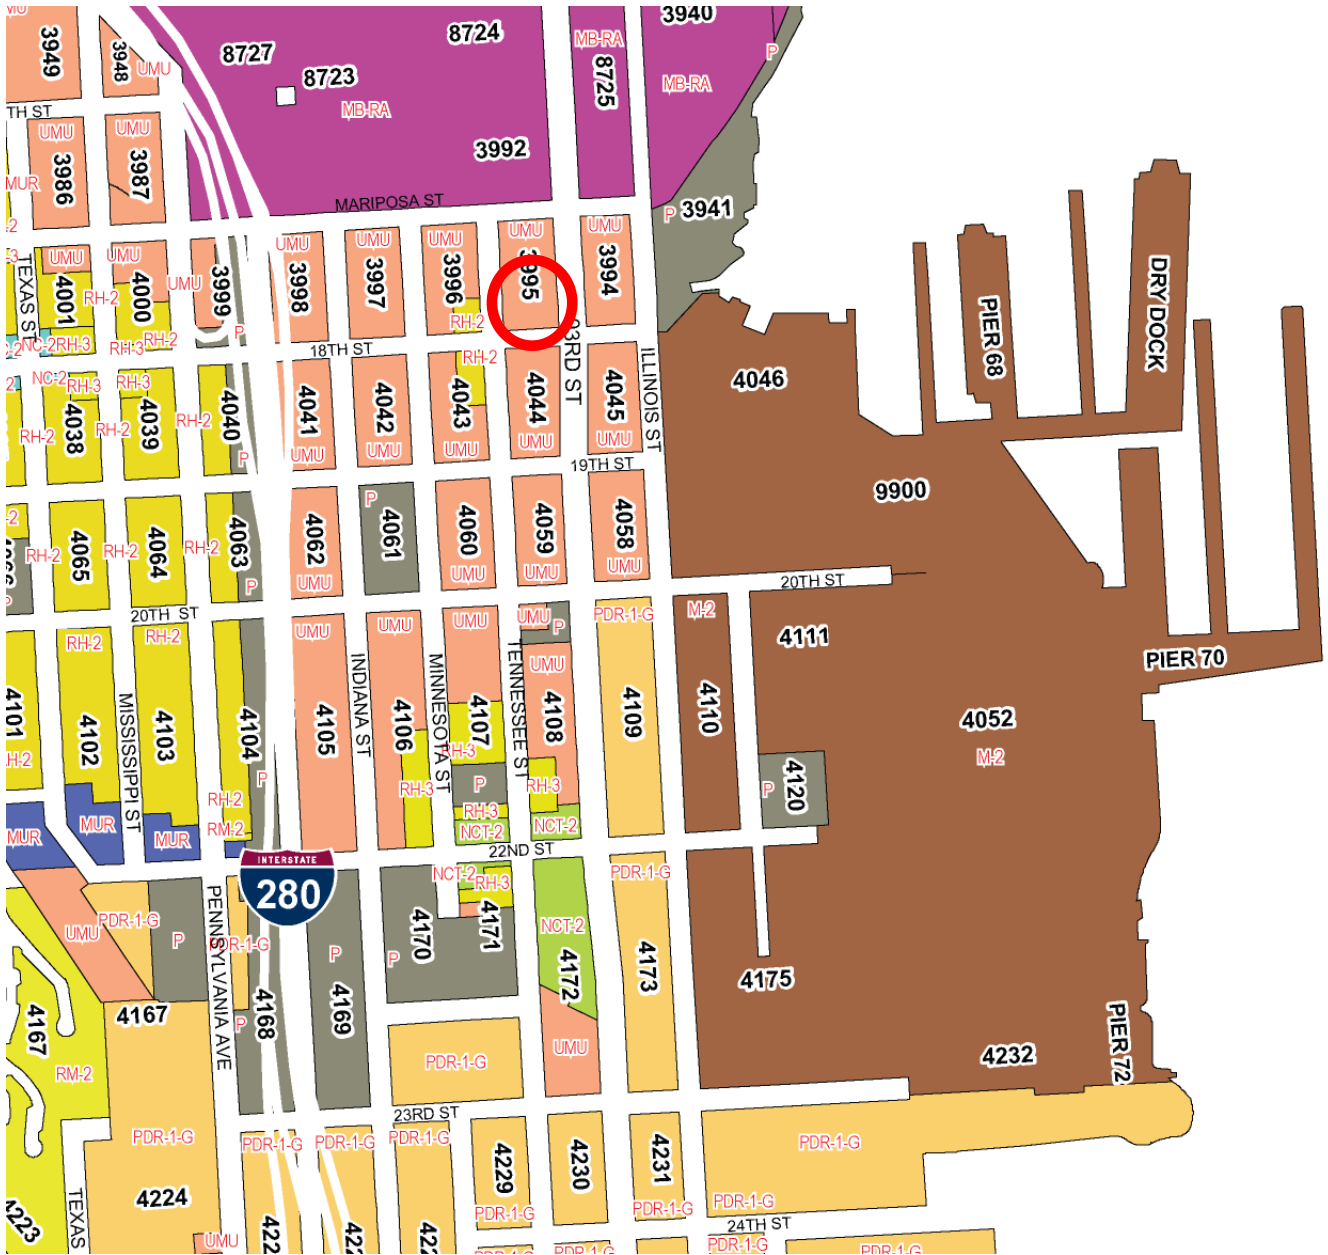 MU
3949
3948
UMU
8727
8724
8723
MB-RA
3940
MB-RA
8725
MB-RA
P
TH ST
UMU
3986
UMU
3987
MUR
3992
MARIPOSA ST
P
3941
-2
-3
TEXAS ST
UMU
4001
RH-2
UMU
4000
UMU
3999
P
UMU
3998
UMU
3997
UMU
3996
RH-2
UMU
3995
UMU
3994
NC-2
RH-3
RH-3
RH-2
18TH ST
RH-2
03RD ST
ILLINOIS ST
PIER 68
DRY DOCK
NC-2
RH-3
RH-3
RH-2
4038
RH-2
4039
RH-2
4040
P
4041
UMU
4042
UMU
4043
UMU
4044
UMU
4045
UMU
4046
19TH ST
9900
-2
RH-2
4065
RH-2
4064
RH-2
4063
P
4062
UMU
P
4061
4060
UMU
4059
UMU
4058
UMU
20TH ST
20TH ST
RH-2
RH-2
UMU
UMU
UMU
UMU
P
PDR-1-G
M-2
4111
4101
4102
MISSISSIPPI ST
4103
4104
P
4105
INDIANA ST
4106
MINNESOTA ST
4107
TENNESSEE ST
UMU
4108
4109
4110
PIER 70
4052
M-2
RH-3
RH-3
P
RH-3
P
4120
RH-2
RM-2
RH-3
NCT-2
NCT-2
MUR
MUR
MUR
22ND ST
INTERSTATE
280
NCT-2
RH-3
PDR-1-G
PDR-1-G
UMU
P
PENNSYLVANIA AVE
P
P
4170
4171
NCT-2
4172
4173
4175
4167
4167
P
4168
4169
RM-2
PDR-1-G
UMU
4232
PIER 72
23RD ST
PDR-1-G
PDR-1-G
PDR-1-G
PDR-1-G
PDR-1-G
4223
TEXAS
4224
4229
PDR-1-G
4230
4231
PDR-1-G
PDR-1-G
24TH ST
UMU
PDR-1-G
PDR-1-G